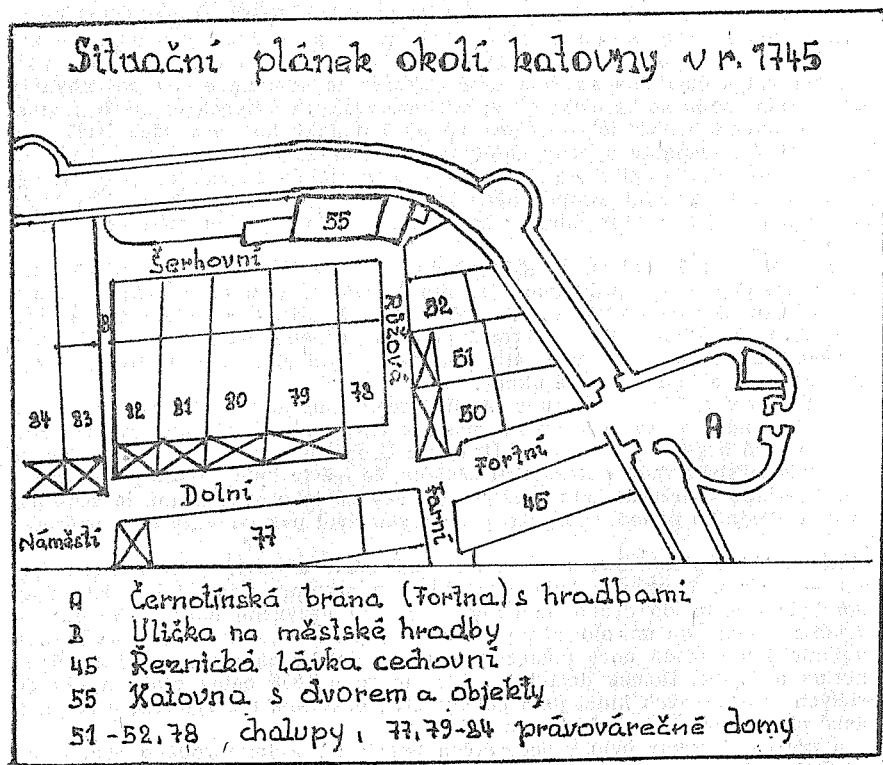 Situační plánek okolí katovny v r. 1745
55
Šerhovní
Růžová
52
B
51
84 83 82 81 80 79 78
50
A
Fortní
Dolní
45
Farní
Náměstí
77
A Černotínská brána (Fortna) s hradbami
B Ulička na městské hradby
45 Řeznická lávka cechovní
55 Katovna s dvorem a objekty
51-52,78 chalupy, 77,79-84 právovárečné domy